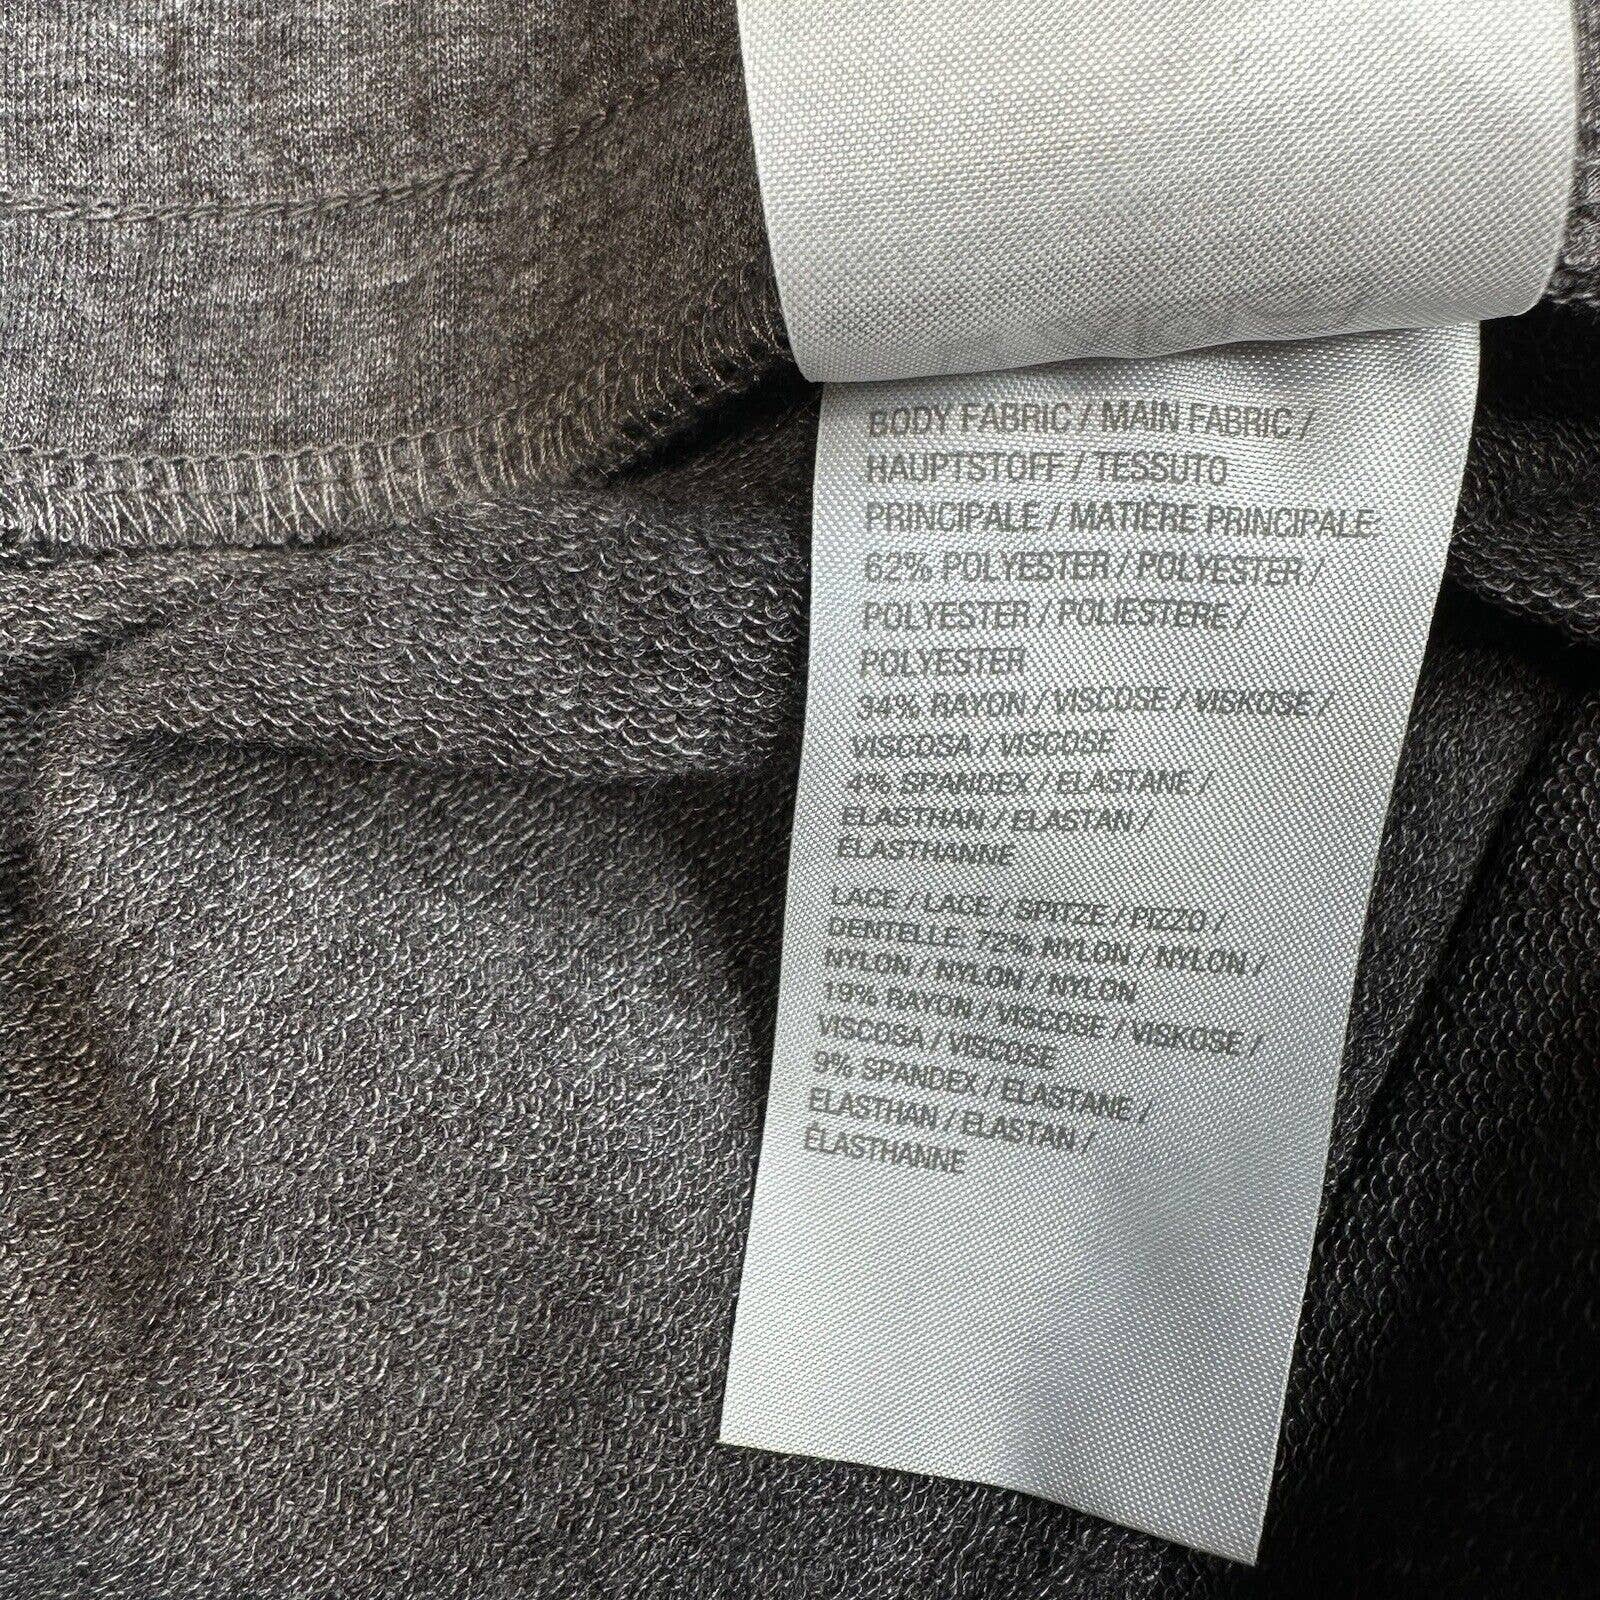 BODY FABRIC / MAIN FABRIC /
HAUPTSTOFF / TESSUTO
PRINCIPALE / MATIÈRE PRINCIPALE
62% POLYESTER / POLYESTER /
POLYESTER / POLIESTERE /
POLYESTER
34% RAYON / VISCOSE / VISKOSE /
VISCOSA / VISCOSE
4% SPANDEX / ELASTANE /
ELASTHAN / ELASTAN /
ÉLASTHANNE
LACE / LACE / SPITZE / PIZZO /
DENTELLE: 72% NYLON / NYLON /
NYLON / NYLON / NYLON
19% RAYON / VISCOSE / VISKOSE /
VISCOSA / VISCOSE
9% SPANDEX / ELASTANE /
ELASTHAN / ELASTAN /
ÉLASTHANNE